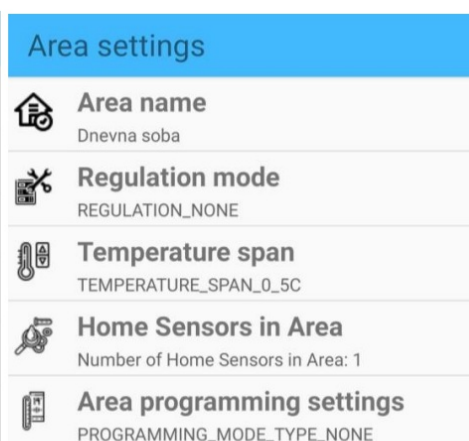 Area settings
Area name
Dnevna soba
Regulation mode
REGULATION_NONE
Temperature span
TEMPERATURE_SPAN_0_5C
Home Sensors in Area
Number of Home Sensors in Area: 1
Area programming settings
PROGRAMMING_MODE_TYPE_NONE